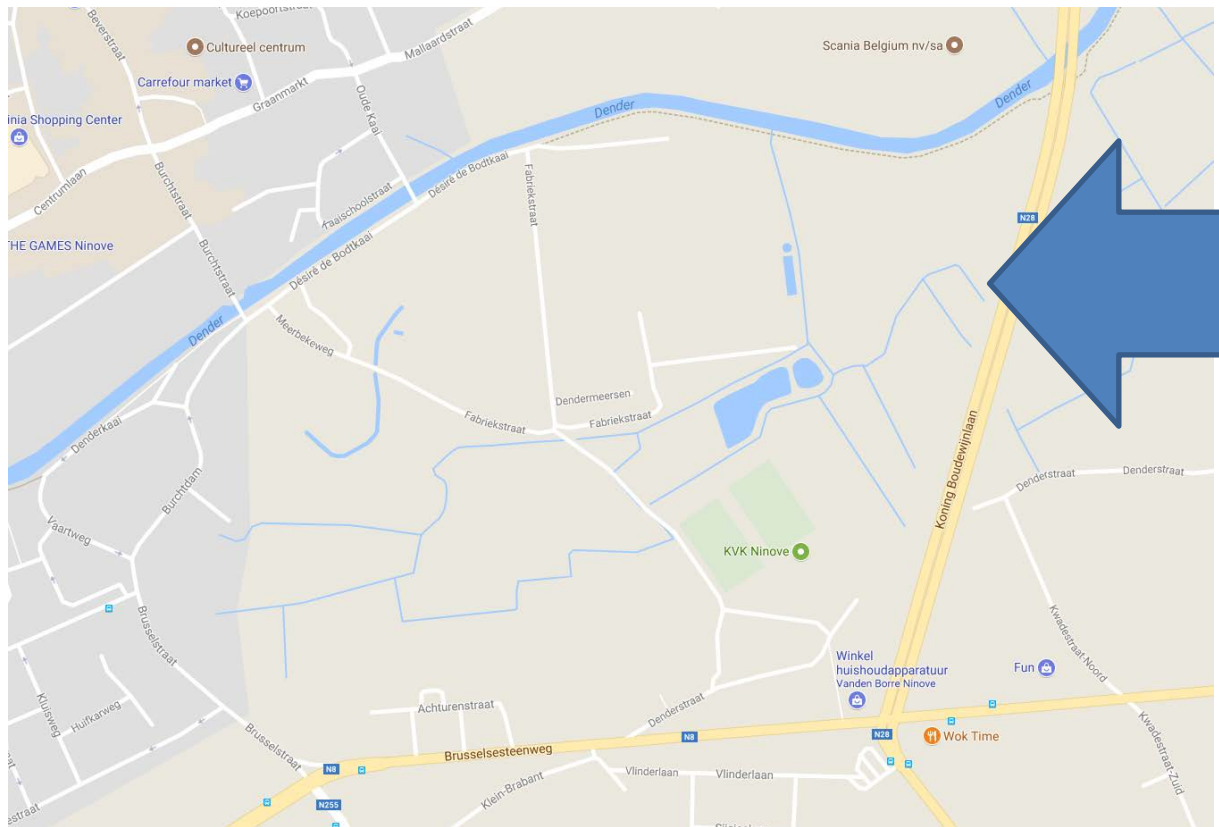 Koepoortstraat
Beverstraat
Cultureel centrum
Mallaardstraat
Scania Belgium nv/sa
Carrefour market
Graanmarkt
Oude Kaai
Dender
Dender
inia Shopping Center
Burchtstraat
Centrumlaan
Désiré de Bodtkaai
Fabriekstraat
raaischoolstraat
N28
THE GAMES Ninove
Burchtstraat
Désiré de Bodtkaai
Dender
Meerbekeweg
Dendermeersen
Fabriekstraat
Fabriekstraat
Denderkaai
Koning Boudewijnlaan
Denderstraat
Denderstraat
Burchtdam
Vaartweg
KVK Ninove
Brusselstraat
Kwadestraat-Noord
Winkel
huishoudapparatuur
Vanden Borre Ninove
Fun
Kluisweg
Huifkarweg
Achturenstraat
Denderstraat
Brusselstraat
N8
N28
Wok Time
Kwadestraat-Zuid
Brusselsesteenweg
N8
Vlinderlaan
Vlinderlaan
Klein-Brabant
N255
estraat